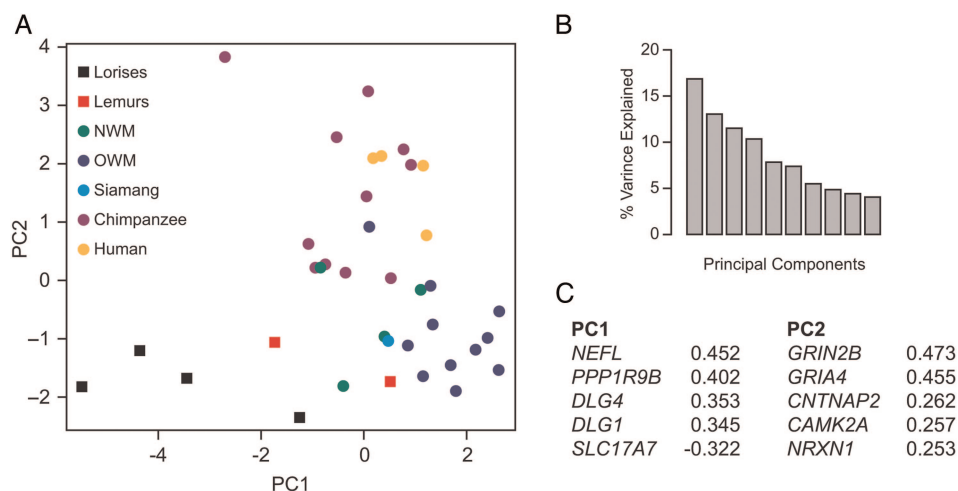 A
4
3
2
1
0
−1
−2
PC2
-4
-2
0
2
PC1
Lorises
Lemurs
NWM
OWM
Siamang
Chimpanzee
Human
B
20
15
10
5
0
% Varince Explained
Principal Components
C
PC1 PC2
NEFL 0.452 GRIN2B 0.473
PPP1R9B 0.402 GRIA4 0.455
DLG4 0.353 CNTNAP2 0.262
DLG1 0.345 CAMK2A 0.257
SLC17A7 -0.322 NRXN1 0.253